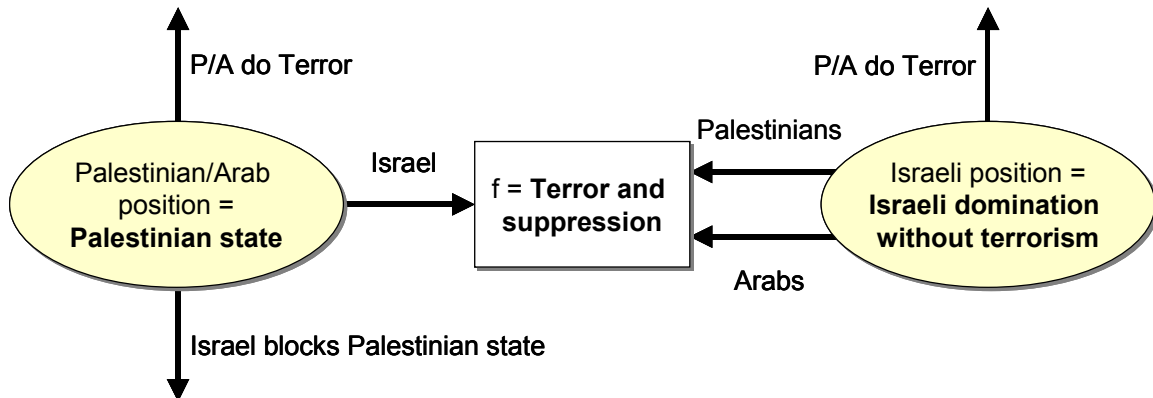 P/A do Terror
P/A do Terror
Palestinian/Arab
position =
Palestinian state
Israel
f = Terror and
suppression
Palestinians
Arabs
Israeli position =
Israeli domination
without terrorism
Israel blocks Palestinian state